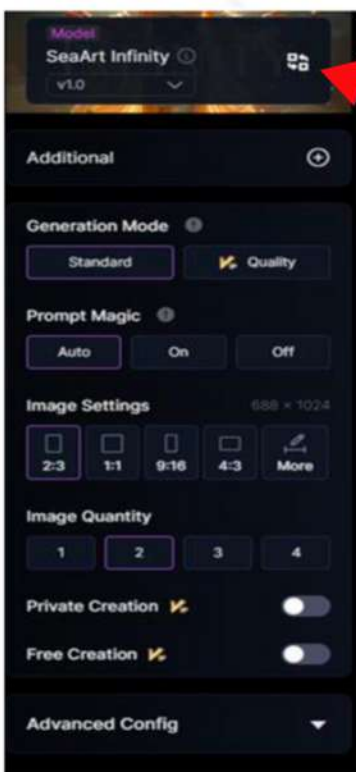 Model
SeaArt Infinity
v1.0
Additional
Generation Mode
Standard Quality
Prompt Magic
Auto On Off
Image Settings 688 × 1024
2:3 1:1 9:16 4:3 More
Image Quantity
1 2 3 4
Private Creation
Free Creation
Advanced Config